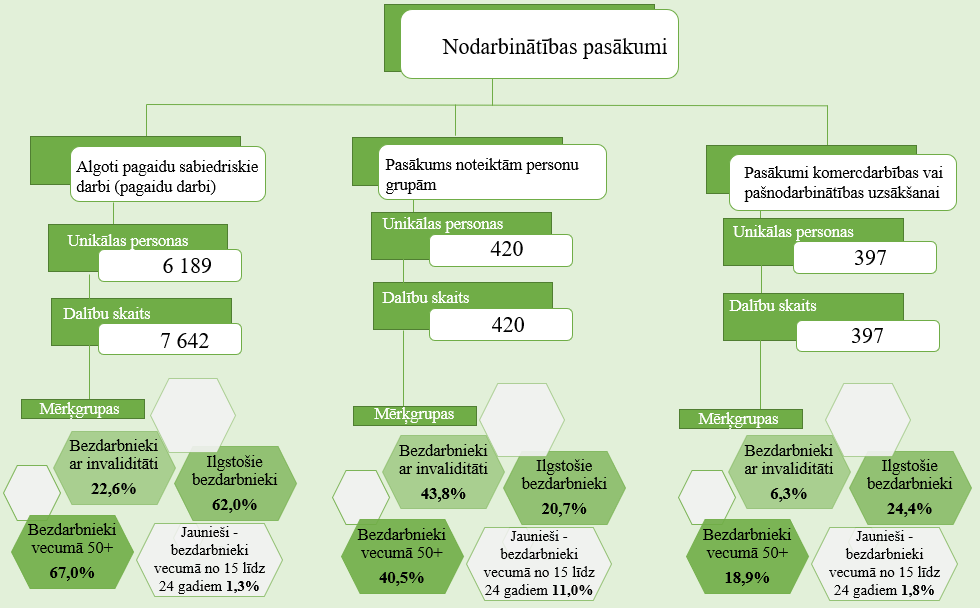 Nodarbinātības pasākumi
Algoti pagaidu sabiedriskie
darbi (pagaidu darbi)
Unikālas personas
6 189
Dalību skaits
7 642
Mērķgrupas
Bezdarbnieki
ar invaliditāti
22,6%
Ilgstošie
bezdarbnieki
62,0%
Bezdarbnieki
vecumā 50+
67,0%
Jaunieši -
bezdarbnieki
vecumā no 15 līdz
24 gadiem 1,3%
Pasākums noteiktām personu
grupām
Unikālas personas
420
Dalību skaits
420
Mērķgrupas
Bezdarbnieki
ar invaliditāti
43,8%
Ilgstošie
bezdarbnieki
20,7%
Bezdarbnieki
vecumā 50+
40,5%
Jaunieši -
bezdarbnieki
vecumā no 15 līdz
24 gadiem 11,0%
Pasākumi komercdarbības vai
pašnodarbinātības uzsākšanai
Unikālas personas
397
Dalību skaits
397
Mērķgrupas
Bezdarbnieki
ar invaliditāti
6,3%
Ilgstošie
bezdarbnieki
24,4%
Bezdarbnieki
vecumā 50+
18,9%
Jaunieši -
bezdarbnieki
vecumā no 15 līdz
24 gadiem 1,8%